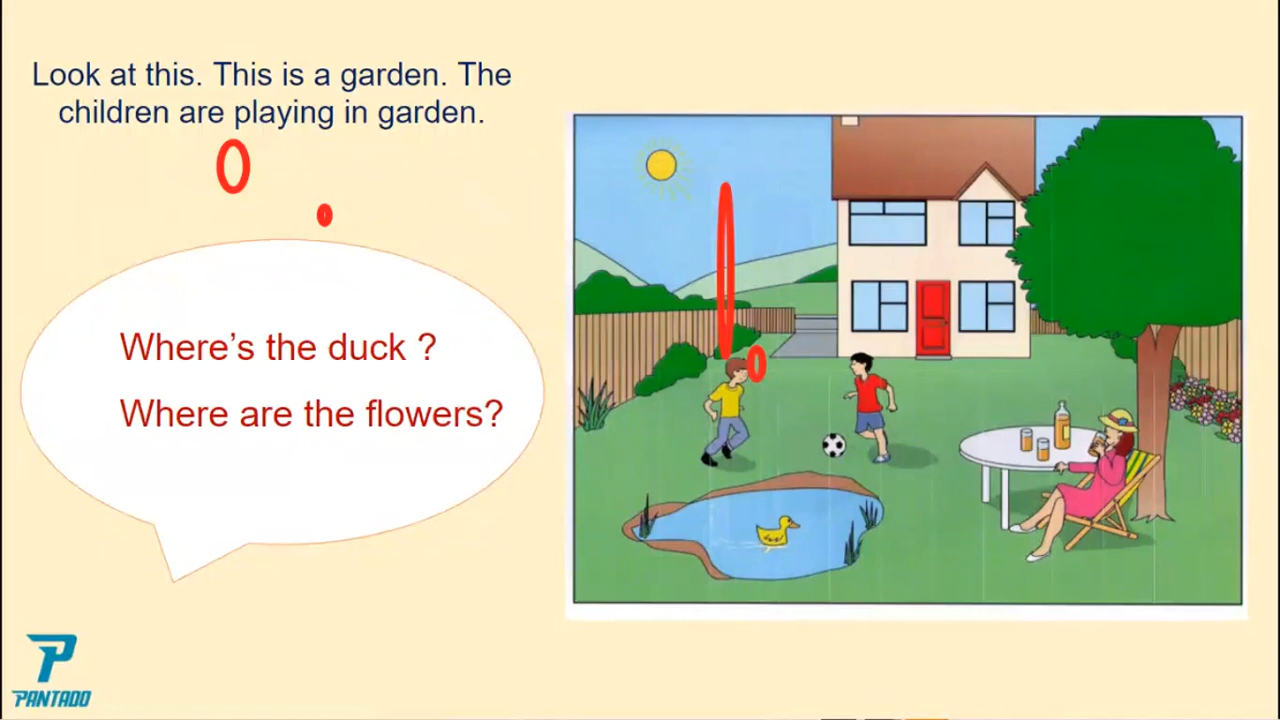 Look at this. This is a garden. The
children are playing in garden.
Where's the duck ?
Where are the flowers?
PANTADO